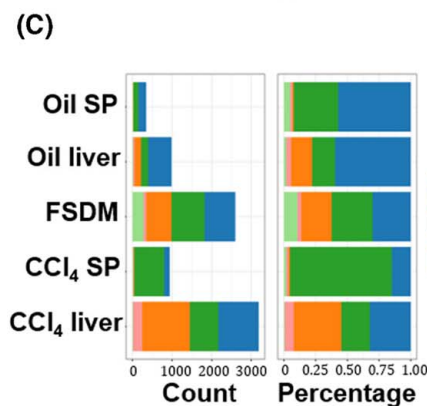 (C)
Oil SP
Oil liver
FSDM
CCl₄ SP
CCl₄ liver
0 1000 2000 3000
0 0.25 0.50 0.75 1.00
Count
Percentage